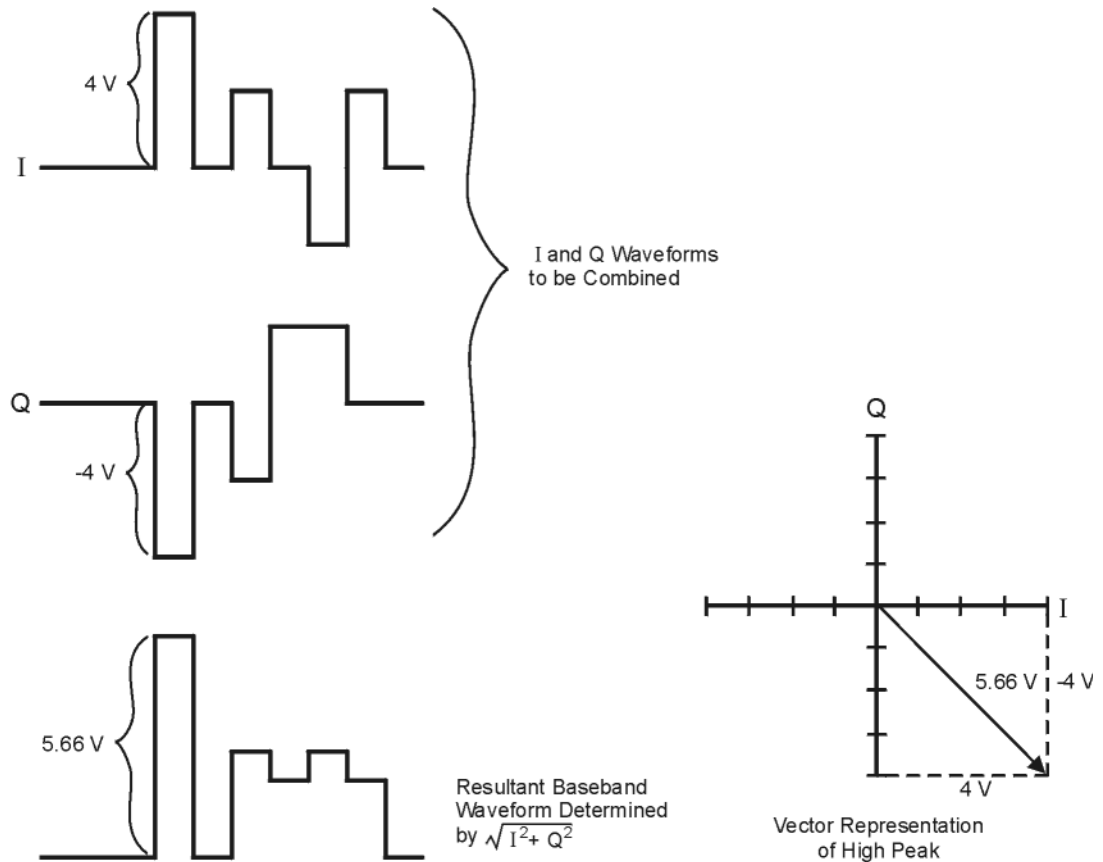 4 V
I
I and Q Waveforms
to be Combined
Q
-4 V
Q
I
5.66 V
-4 V
4 V
5.66 V
Resultant Baseband
Waveform Determined
by √I²+ Q²
Vector Representation
of High Peak